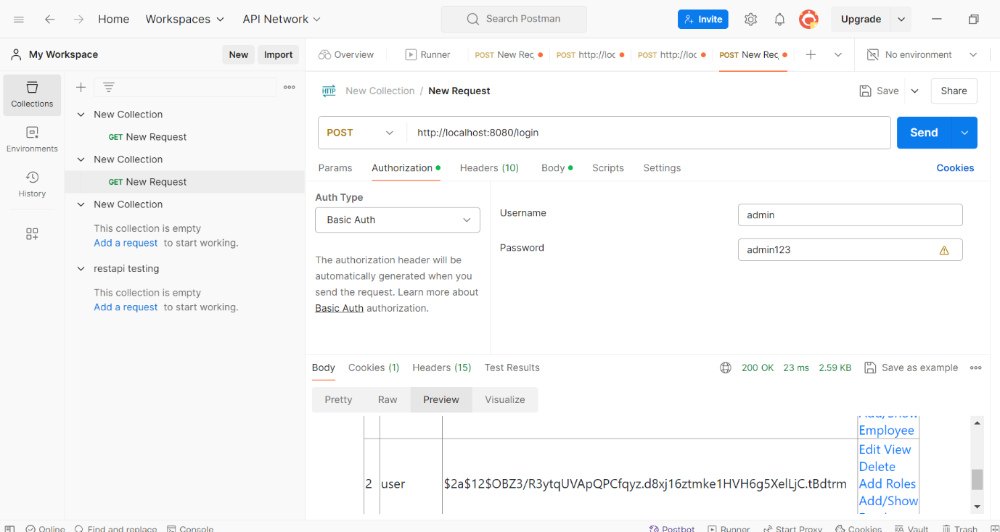 Home Workspaces API Network Search Postman Invite Upgrade
My Workspace New Import Overview Runner POST New Rec POST http://loc POST http://loc POST New Rec No environment
Collections
Environments
History
New Collection
GET New Request
New Collection
GET New Request
New Collection
This collection is empty
Add a request to start working.
restapi testing
This collection is empty
Add a request to start working.
HTTP New Collection / New Request Save Share
POST http://localhost:8080/login Send
Params Authorization Headers (10) Body Scripts Settings Cookies
Auth Type
Basic Auth
The authorization header will be
automatically generated when you
send the request. Learn more about
Basic Auth authorization.
Username admin
Password admin123
Body Cookies (1) Headers (15) Test Results 200 OK 23 ms 2.59 KB Save as example
Pretty Raw Preview Visualize
Add/Show
Employee
Edit View
Delete
2 user $2a$12$OBZ3/R3ytqUVApQPCfqyz.d8xj16ztmke1HVH6g5XelLjC.tBdtrm Add Roles
Add/Show
Online Find and replace Console Postbot Runner Start Proxy Cookies Vault Trash